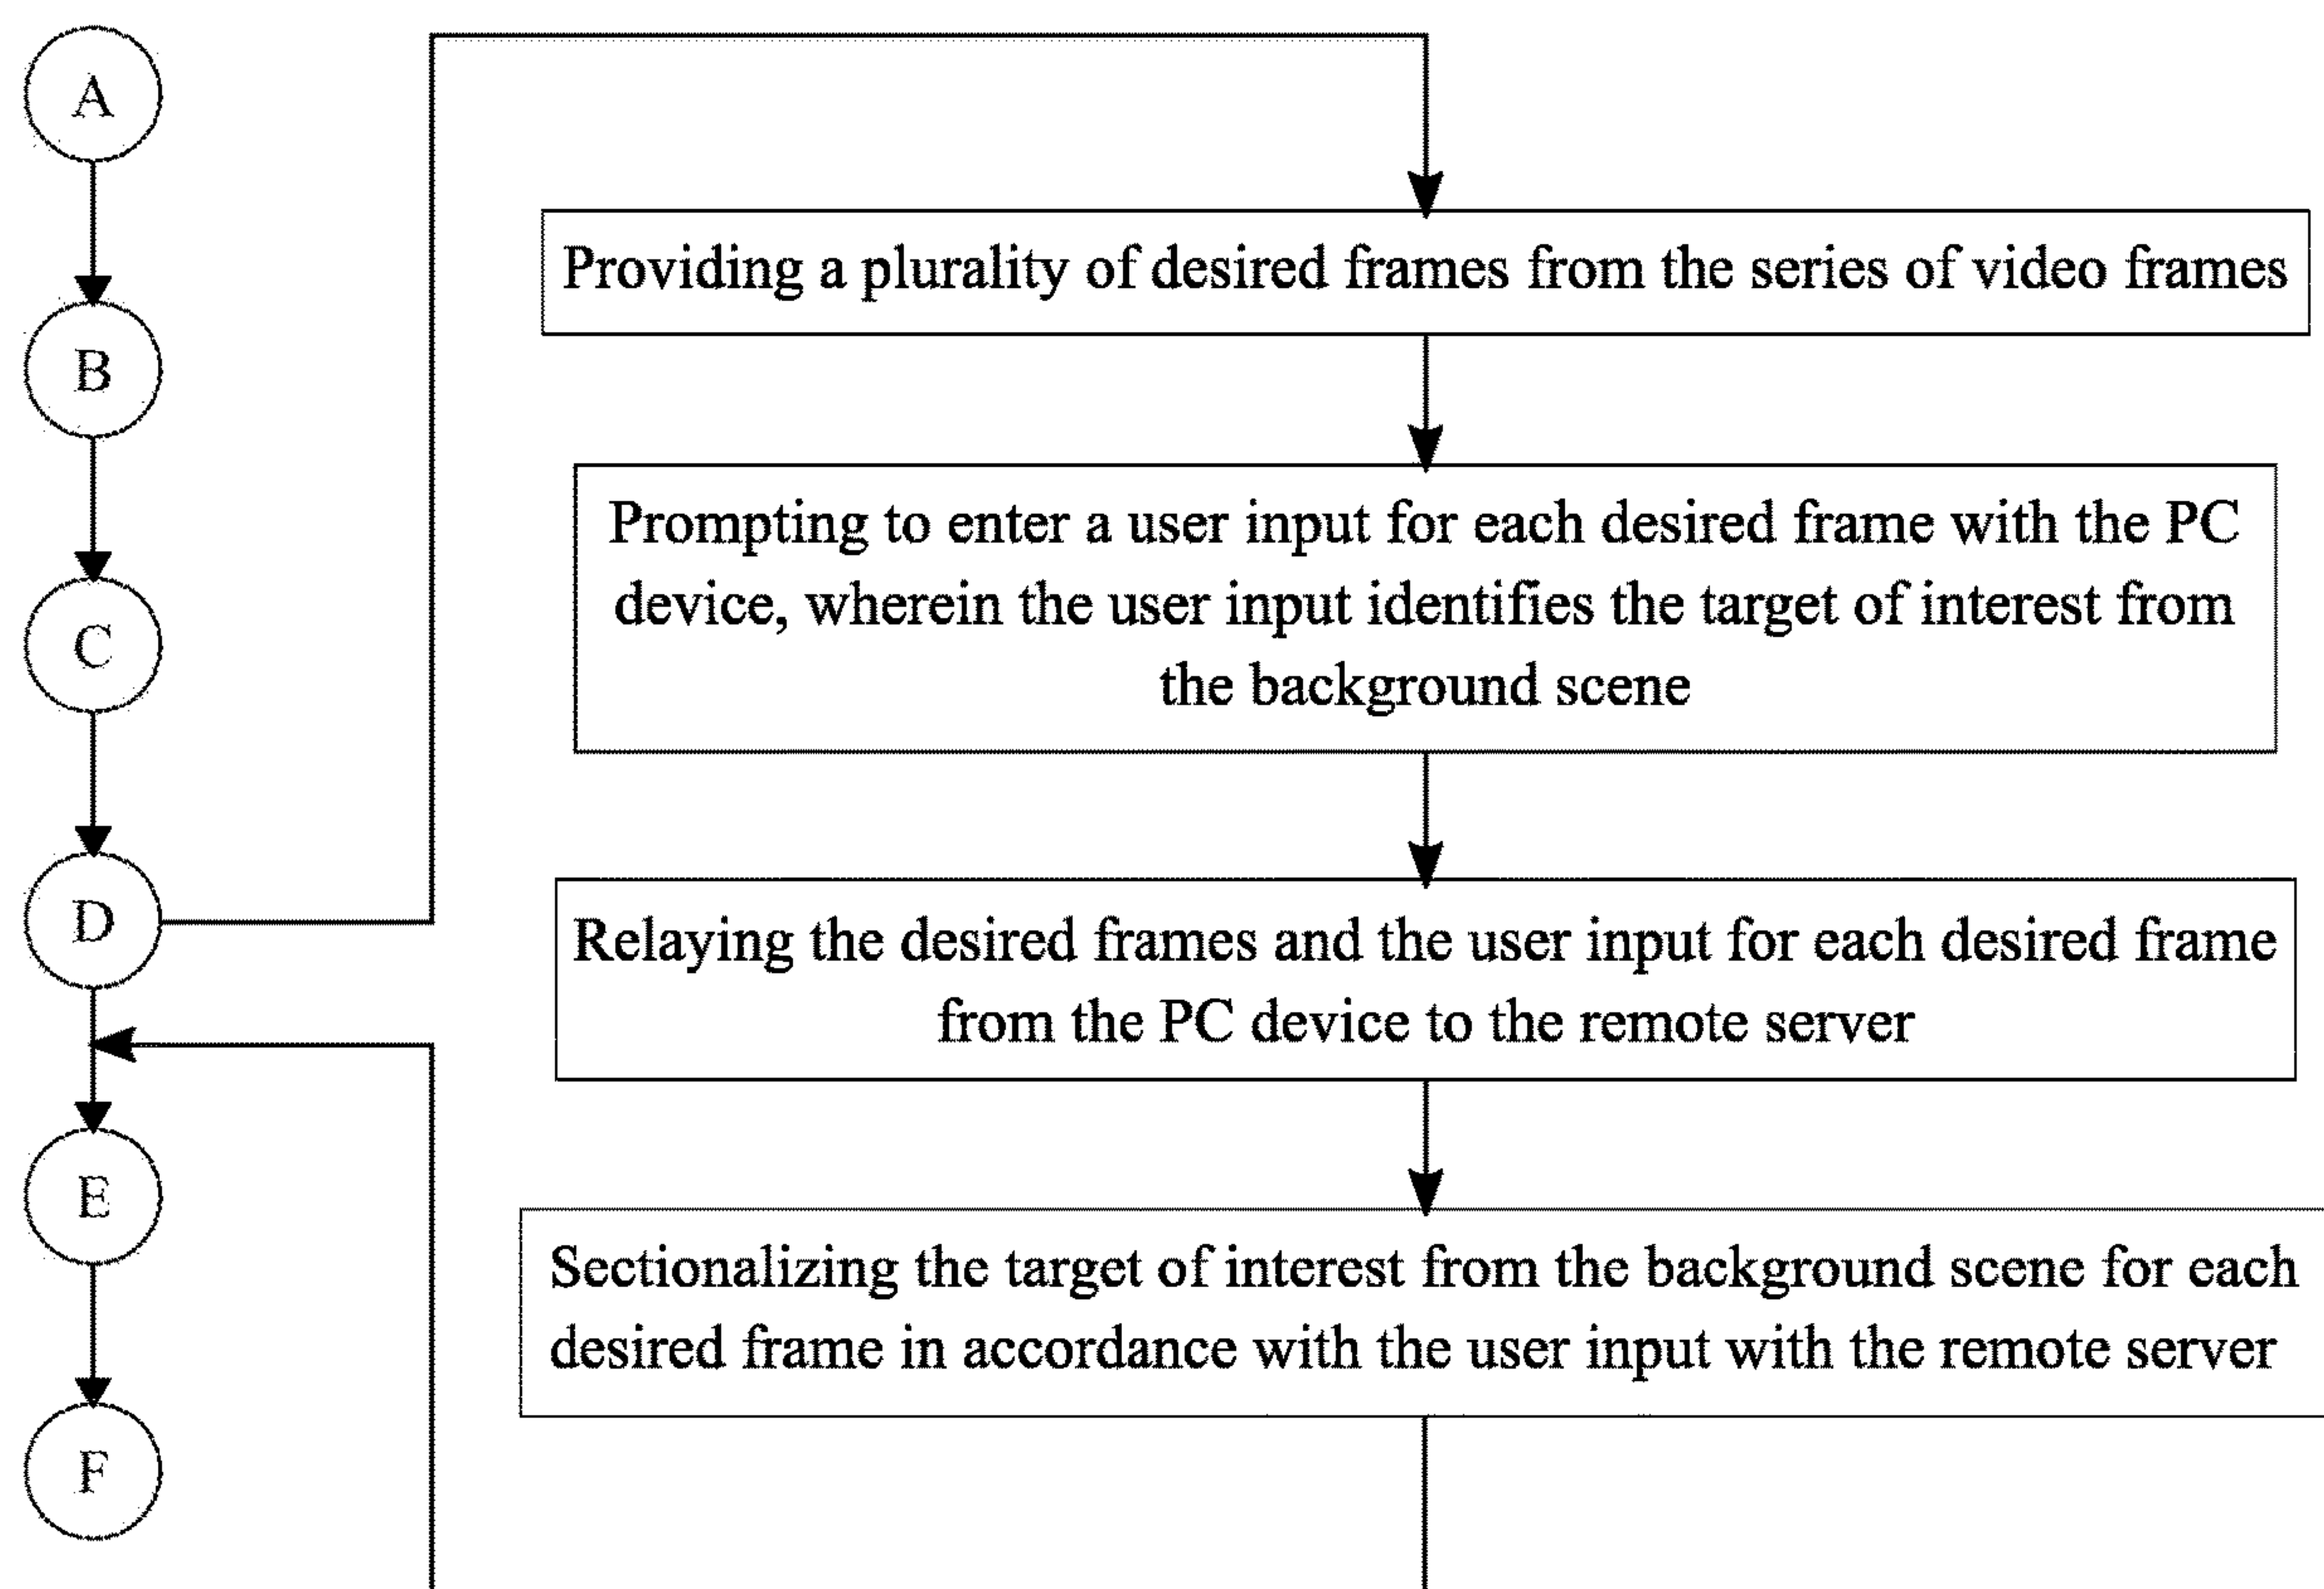 A
B
C
D
E
F
Providing a plurality of desired frames from the series of video frames
Prompting to enter a user input for each desired frame with the PC
device, wherein the user input identifies the target of interest from
the background scene
Relaying the desired frames and the user input for each desired frame
from the PC device to the remote server
Sectionalizing the target of interest from the background scene for each
desired frame in accordance with the user input with the remote server